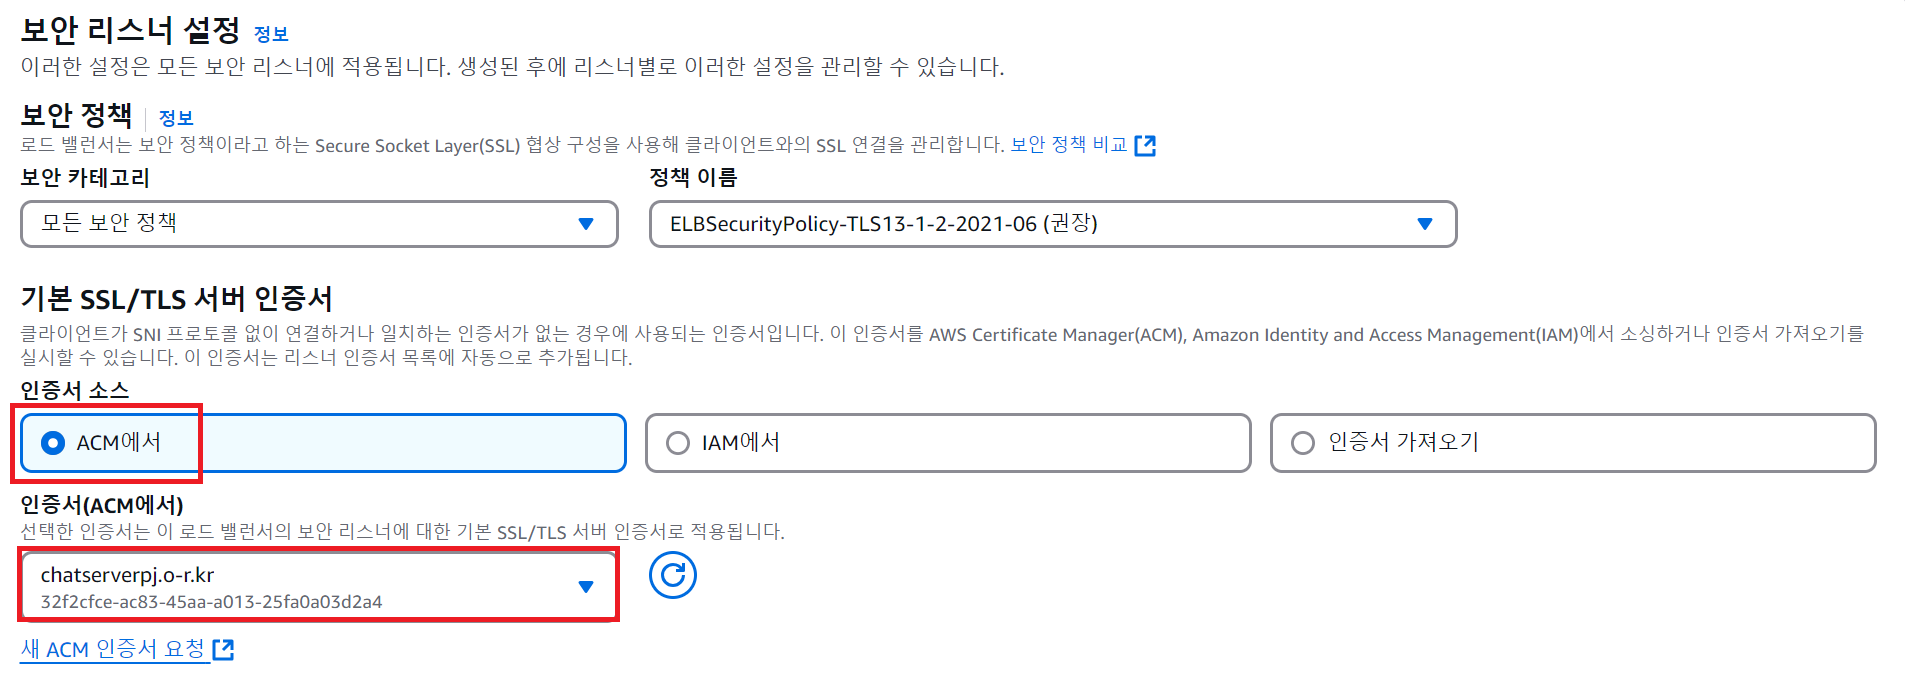 보안 리스너 설정 정보
이러한 설정은 모든 보안 리스너에 적용됩니다. 생성된 후에 리스너별로 이러한 설정을 관리할 수 있습니다.
보안 정책 정보
로드 밸런서는 보안 정책이라고 하는 Secure Socket Layer(SSL) 협상 구성을 사용해 클라이언트와의 SSL 연결을 관리합니다. 보안 정책 비교
보안 카테고리 정책 이름
모든 보안 정책 ELBSecurityPolicy-TLS13-1-2-2021-06 (권장)
기본 SSL/TLS 서버 인증서
클라이언트가 SNI 프로토콜 없이 연결하거나 일치하는 인증서가 없는 경우에 사용되는 인증서입니다. 이 인증서를 AWS Certificate Manager(ACM), Amazon Identity and Access Management(IAM)에서 소싱하거나 인증서 가져오기를
실시할 수 있습니다. 이 인증서는 리스너 인증서 목록에 자동으로 추가됩니다.
인증서 소스
ACM에서 IAM에서 인증서 가져오기
인증서(ACM에서)
선택한 인증서는 이 로드 밸런서의 보안 리스너에 대한 기본 SSL/TLS 서버 인증서로 적용됩니다.
chatserverpj.o-r.kr
32f2cfce-ac83-45aa-a013-25fa0a03d2a4
새 ACM 인증서 요청